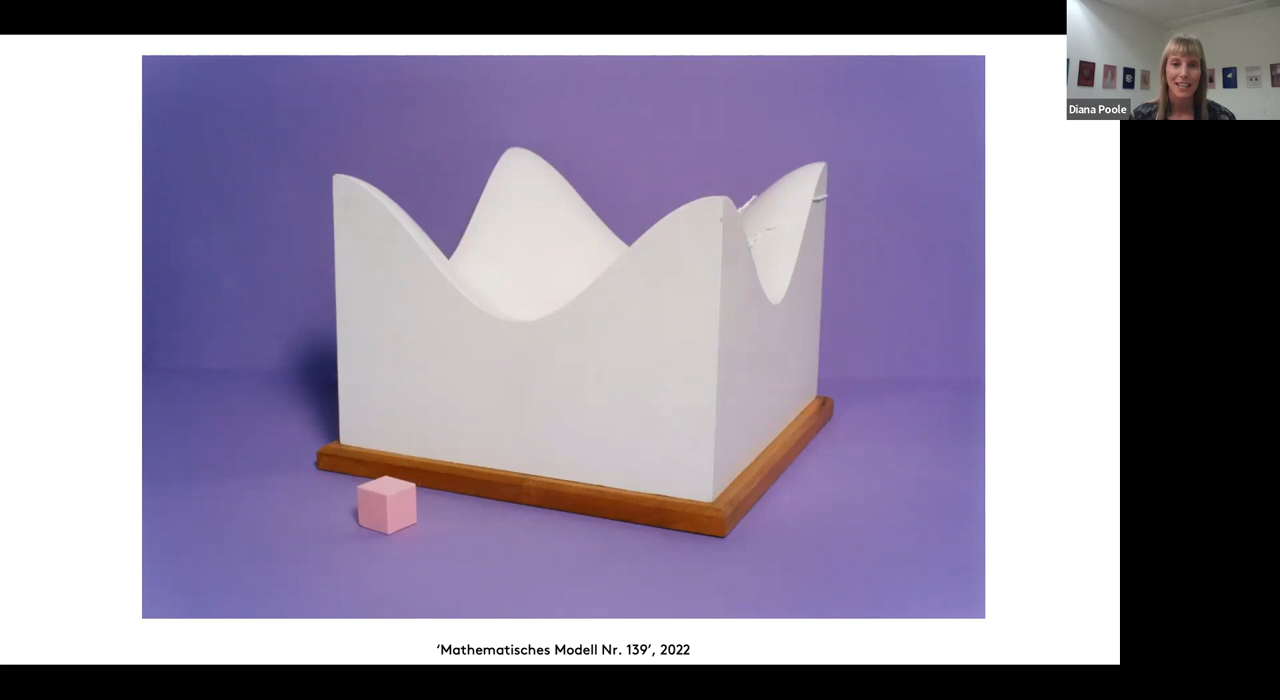 Diana Poole
‘Mathematisches Modell Nr. 139’, 2022